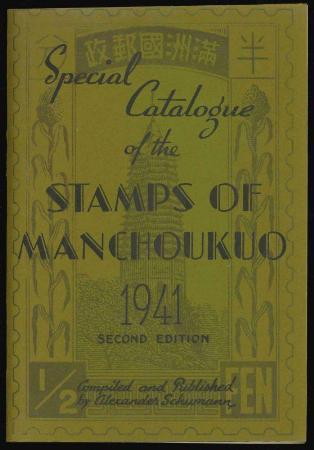 政郵國洲滿
半
Special
Catalogue
of the
STAMPS OF
MANCHOUKUO
1941
SECOND EDITION
1/2
FEN
Compiled and Published
by Alexander Schumann